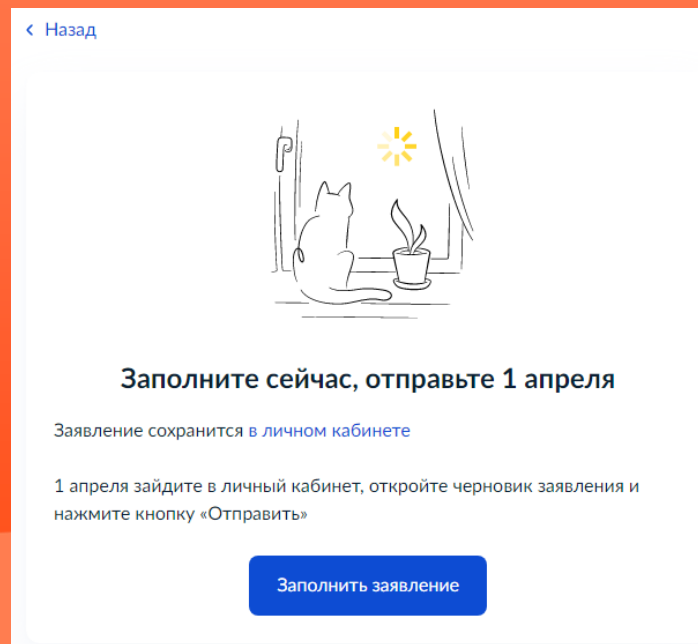 Назад
Заполните сейчас, отправьте 1 апреля
Заявление сохранится в личном кабинете
1 апреля зайдите в личный кабинет, откройте черновик заявления и
нажмите кнопку «Отправить»
Заполнить заявление